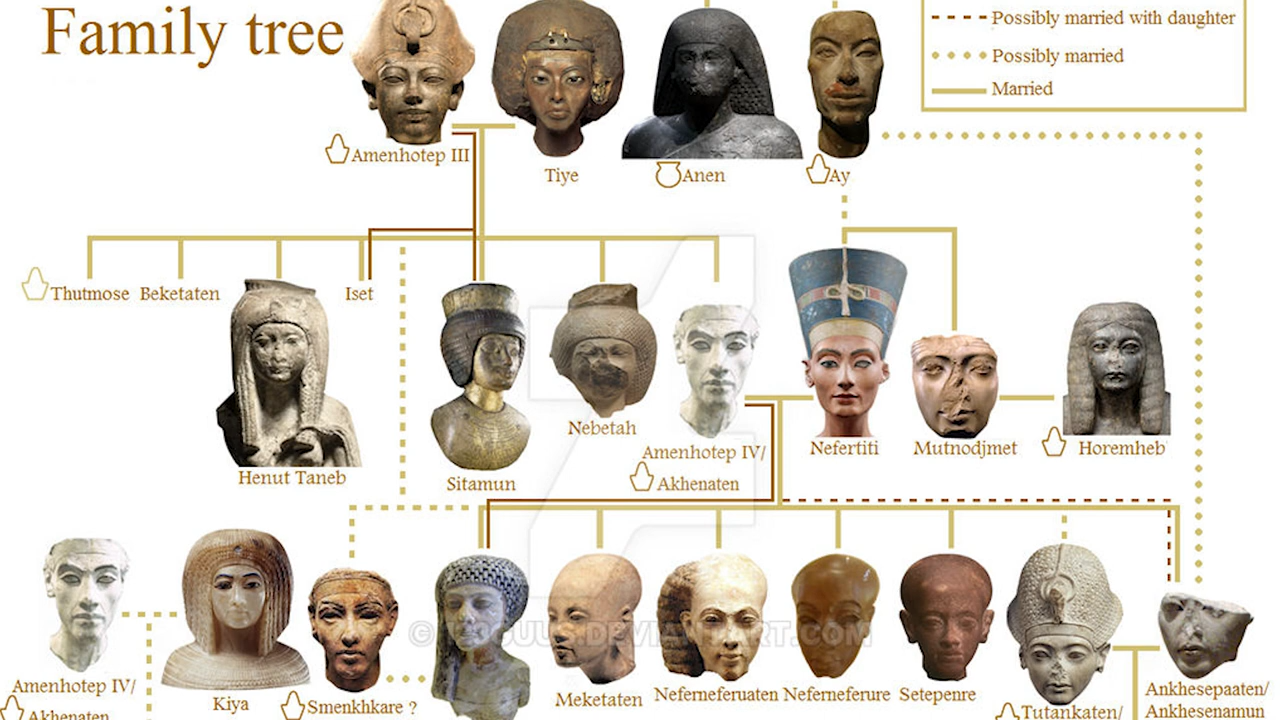 Family tree
Possibly married with daughter
Possibly married
Married
Amenhotep III
Tiye
Anen
Ay
Thutmose
Beketaten
Iset
Henut Taneb
Sitamun
Nebetah
Amenhotep IV/
Akhenaten
Nefertiti
Mutnodjmet
Horemheb
Amenhotep IV/
Akhenaten
Kiya
Smenkhkare ?
Meketaten
Neferneferuaten
Neferneferure
Setepenre
Tutankaten/
Ankhesepaaten/
Ankhesenamun